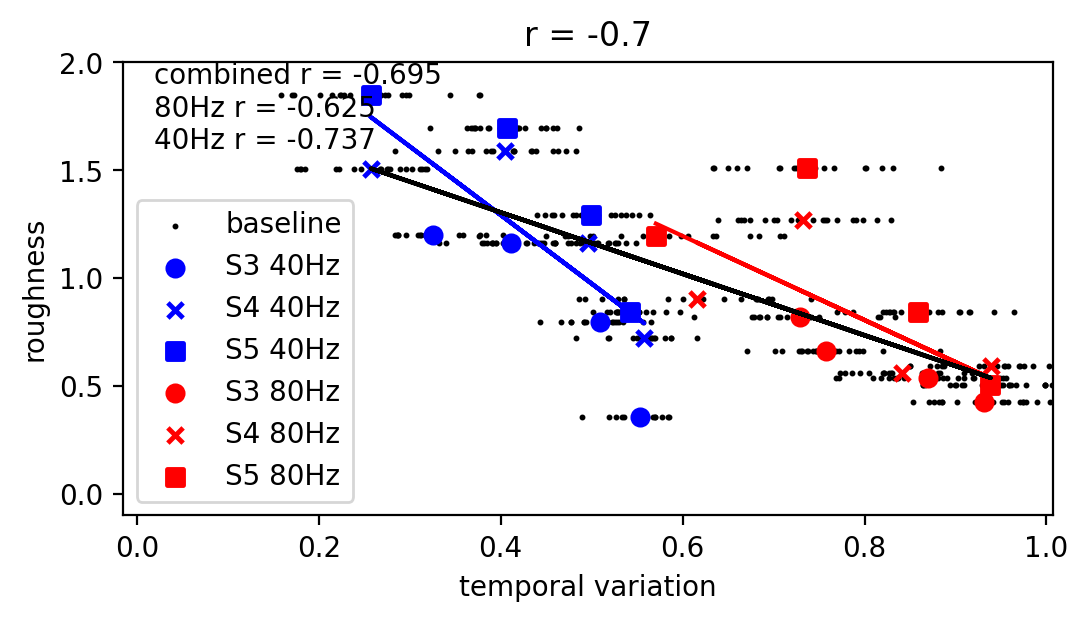 r = -0.7
combined r = -0.695
80Hz r = -0.625
40Hz r = -0.737
2.0
1.5
1.0
0.5
0.0
roughness
baseline
S3 40Hz
S4 40Hz
S5 40Hz
S3 80Hz
S4 80Hz
S5 80Hz
0.0 0.2 0.4 0.6 0.8 1.0
temporal variation